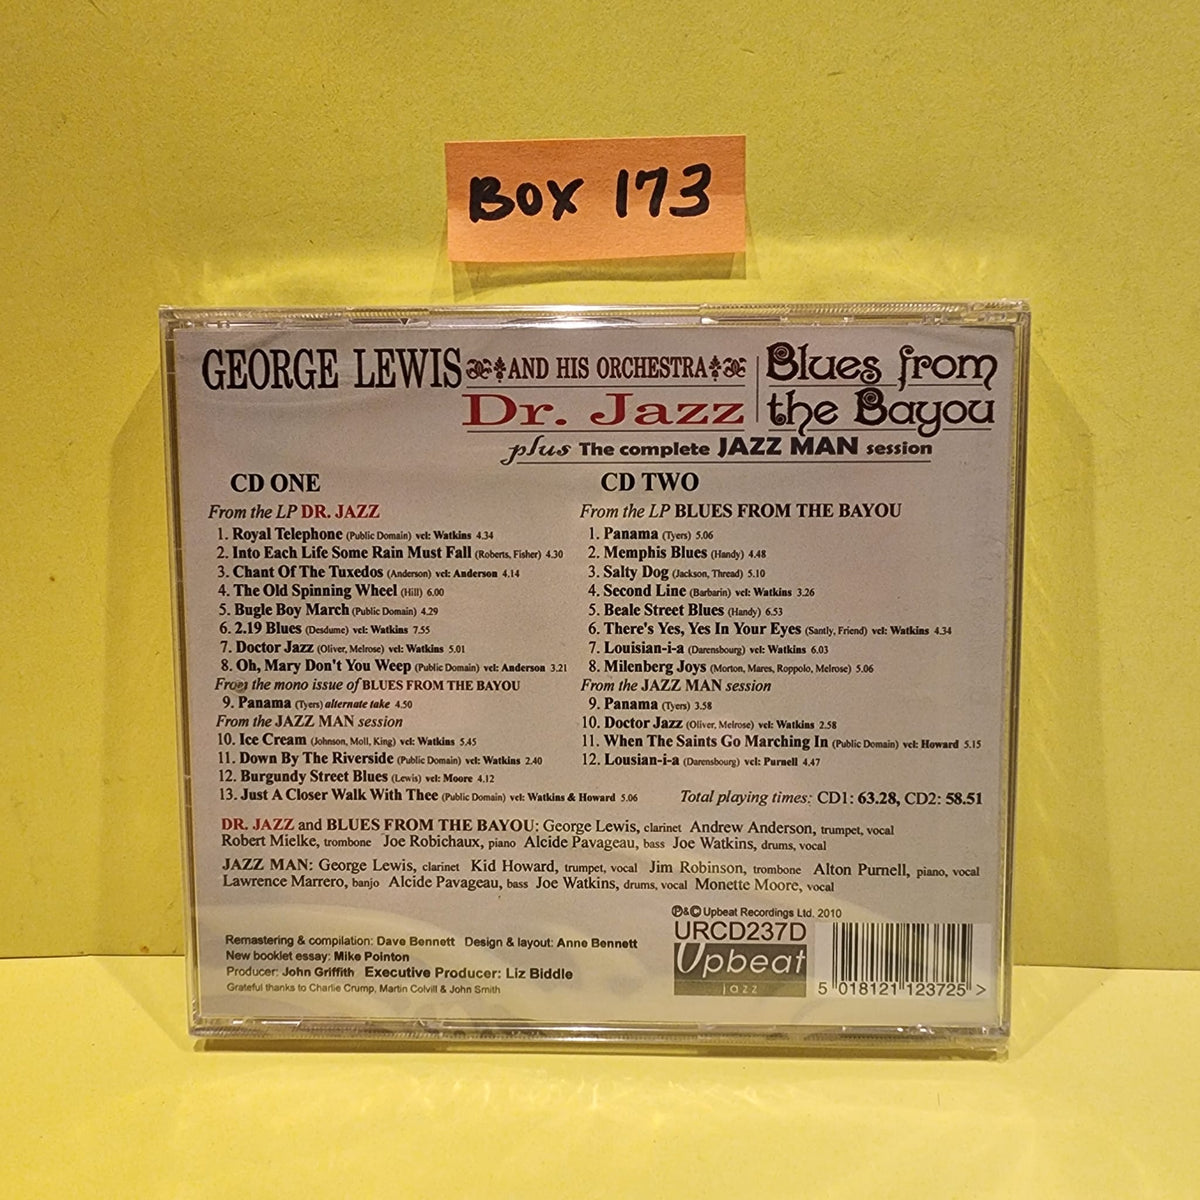 BOX 173
GEORGE LEWIS AND HIS ORCHESTRA
Dr. Jazz
Blues from
the Bayou
plus The complete JAZZ MAN session
CD ONE
From the LP DR. JAZZ
1. Royal Telephone (Public Domain) vcl: Watkins 4.34
2. Into Each Life Some Rain Must Fall (Roberts, Fisher) 4.30
3. Chant Of The Tuxedos (Anderson) vcl: Anderson 4.14
4. The Old Spinning Wheel (Hill) 6.00
5. Bugle Boy March (Public Domain) 4.29
6. 2.19 Blues (Desdume) vcl: Watkins 7.55
7. Doctor Jazz (Oliver, Melrose) vcl: Watkins 5.01
8. Oh, Mary Don't You Weep (Public Domain) vcl: Anderson 3.21
From the mono issue of BLUES FROM THE BAYOU
9. Panama (Tyers) alternate take 4.50
From the JAZZ MAN session
10. Ice Cream (Johnson, Moll, King) vcl: Watkins 5.45
11. Down By The Riverside (Public Domain) vcl: Watkins 2.40
12. Burgundy Street Blues (Lewis) vcl: Moore 4.12
13. Just A Closer Walk With Thee (Public Domain) vcl: Watkins & Howard 5.06
CD TWO
From the LP BLUES FROM THE BAYOU
1. Panama (Tyers) 5.06
2. Memphis Blues (Handy) 4.48
3. Salty Dog (Jackson, Thread) 5.10
4. Second Line (Barbarin) vcl: Watkins 3.26
5. Beale Street Blues (Handy) 6.53
6. There's Yes, Yes In Your Eyes (Santly, Friend) vcl: Watkins 4.34
7. Louisian-i-a (Darensbourg) vcl: Watkins 6.03
8. Milenberg Joys (Morton, Mares, Roppolo, Melrose) 5.06
From the JAZZ MAN session
9. Panama (Tyers) 3.58
10. Doctor Jazz (Oliver, Melrose) vcl: Watkins 2.58
11. When The Saints Go Marching In (Public Domain) vcl: Howard 5.15
12. Lousian-i-a (Darensbourg) vcl: Purnell 4.47
Total playing times: CD1: 63.28, CD2: 58.51
DR. JAZZ and BLUES FROM THE BAYOU: George Lewis, clarinet Andrew Anderson, trumpet, vocal
Robert Mielke, trombone Joe Robichaux, piano Alcide Pavageau, bass Joe Watkins, drums, vocal
JAZZ MAN: George Lewis, clarinet Kid Howard, trumpet, vocal Jim Robinson, trombone Alton Purnell, piano, vocal
Lawrence Marrero, banjo Alcide Pavageau, bass Joe Watkins, drums, vocal Monette Moore, vocal
Remastering & compilation: Dave Bennett Design & layout: Anne Bennett
New booklet essay: Mike Pointon
Producer: John Griffith Executive Producer: Liz Biddle
Grateful thanks to Charlie Crump, Martin Colvill & John Smith
℗&© Upbeat Recordings Ltd. 2010
URCD237D
Upbeat
jazz
5 018121 123725 >